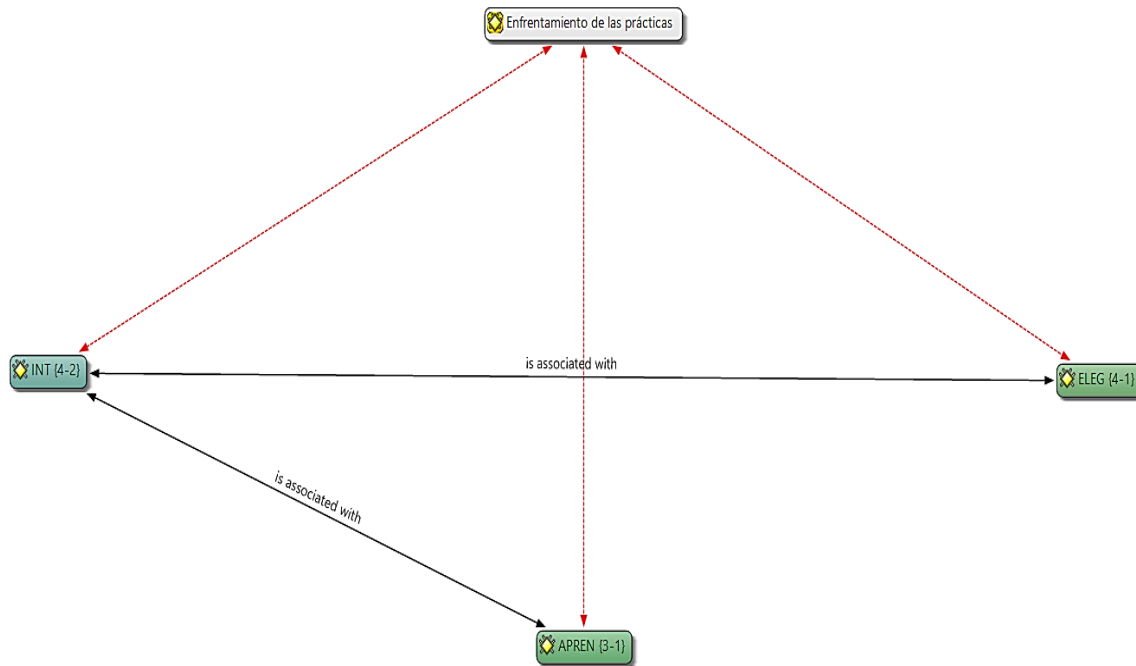 Enfrentamiento de las prácticas
is associated with
INT {4-2}
ELEG {4-1}
is associated with
APREN {3-1}